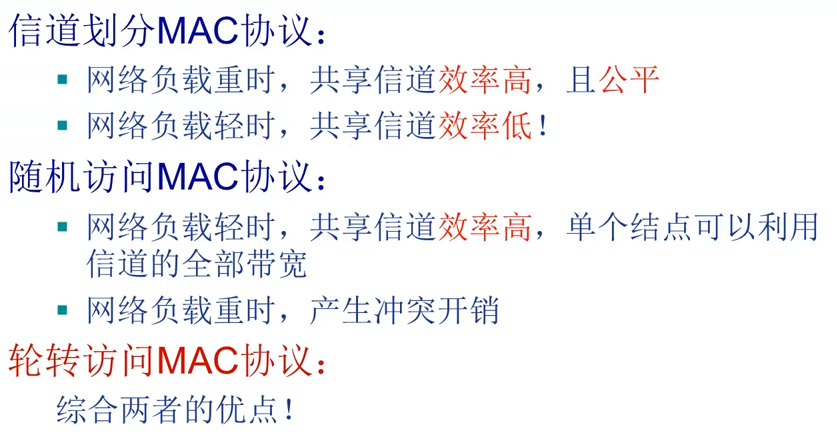 信道划分MAC协议：
▪ 网络负载重时，共享信道效率高，且公平
▪ 网络负载轻时，共享信道效率低！
随机访问MAC协议：
▪ 网络负载轻时，共享信道效率高，单个结点可以利用
信道的全部带宽
▪ 网络负载重时，产生冲突开销
轮转访问MAC协议：
综合两者的优点！